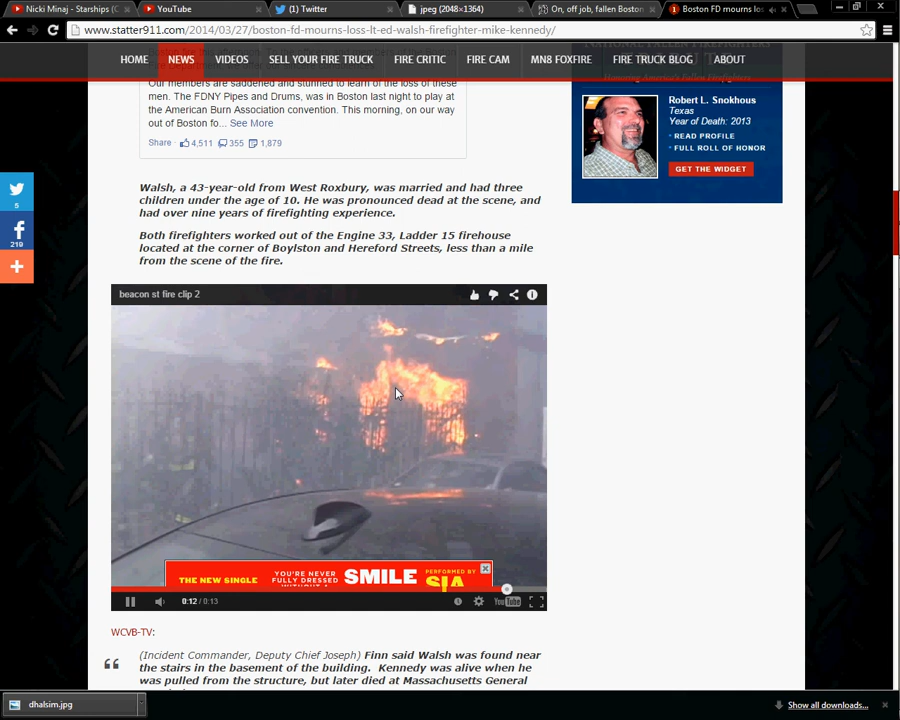 Nicki Minaj - Starships (C
YouTube
(1) Twitter
jpeg (2048×1364)
On, off job, fallen Boston
Boston FD mourns lo
www.statter911.com/2014/03/27/boston-fd-mourns-loss-lt-ed-walsh-firefighter-mike-kennedy/
HOME NEWS VIDEOS SELL YOUR FIRE TRUCK FIRE CRITIC FIRE CAM MN8 FOXFIRE FIRE TRUCK BLOG ABOUT
Our members are saddened and stunned to learn of the loss of these
men. The FDNY Pipes and Drums, was in Boston last night to play at
the American Burn Association convention. This morning, on our way
out of Boston fo... See More
Share · 4,511 355 1,879
NATIONAL FALLEN FIREFIGHTERS
Honoring America's Fallen Firefighters
Robert L. Snokhous
Texas
Year of Death: 2013
READ PROFILE
FULL ROLL OF HONOR
GET THE WIDGET
5
219
Walsh, a 43-year-old from West Roxbury, was married and had three
children under the age of 10. He was pronounced dead at the scene, and
had over nine years of firefighting experience.
Both firefighters worked out of the Engine 33, Ladder 15 firehouse
located at the corner of Boylston and Hereford Streets, less than a mile
from the scene of the fire.
beacon st fire clip 2
THE NEW SINGLE YOU'RE NEVER FULLY DRESSED WITHOUT A SMILE PERFORMED BY SIA
0:12 / 0:13
YouTube
WCVB-TV:
(Incident Commander, Deputy Chief Joseph) Finn said Walsh was found near
the stairs in the basement of the building. Kennedy was alive when he
was pulled from the structure, but later died at Massachusetts General
dhalsim.jpg
Show all downloads...